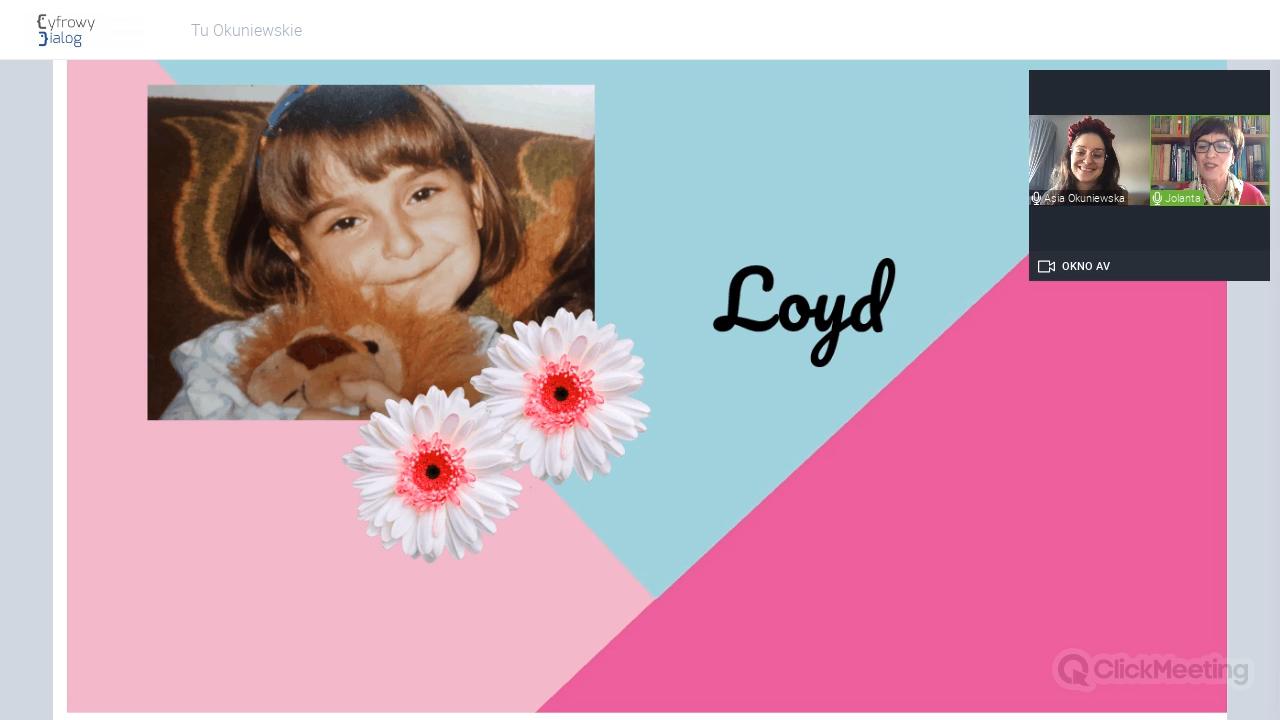 Cyfrowy
Dialog
Tu Okuniewskie
Loyd
Asia Okuniewska
Jolanta
OKNO AV
ClickMeeting